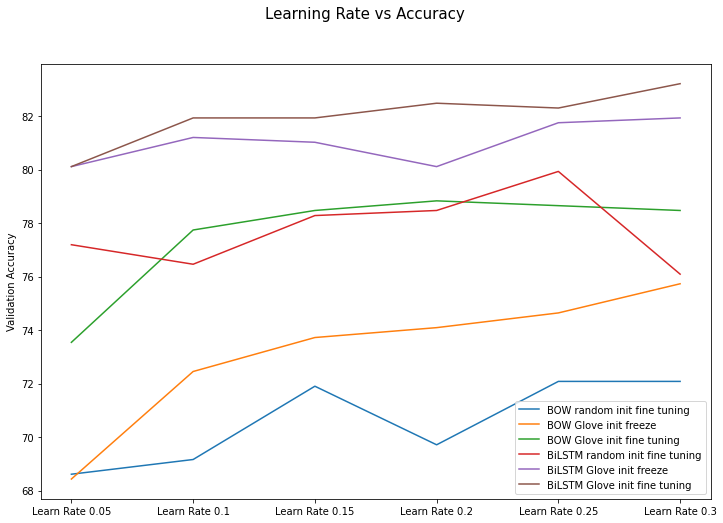 Learning Rate vs Accuracy
Validation Accuracy
82
80
78
76
74
72
70
68
BOW random init fine tuning
BOW Glove init freeze
BOW Glove init fine tuning
BiLSTM random init fine tuning
BiLSTM Glove init freeze
BiLSTM Glove init fine tuning
Learn Rate 0.05 Learn Rate 0.1 Learn Rate 0.15 Learn Rate 0.2 Learn Rate 0.25 Learn Rate 0.3